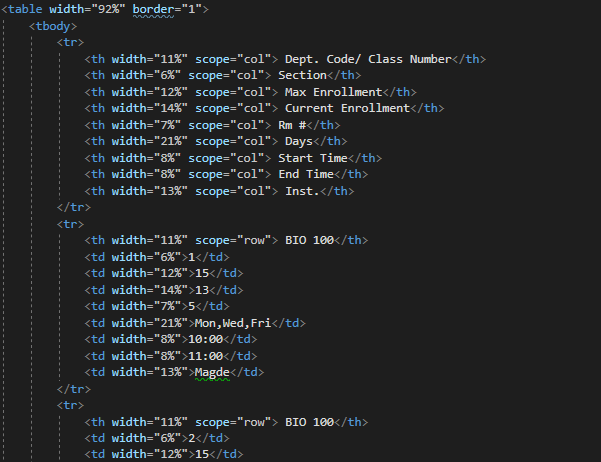 <table width="92%" border="1">
<tbody>
<tr>
<th width="11%" scope="col"> Dept. Code/ Class Number</th>
<th width="6%" scope="col"> Section</th>
<th width="12%" scope="col"> Max Enrollment</th>
<th width="14%" scope="col"> Current Enrollment</th>
<th width="7%" scope="col"> Rm #</th>
<th width="21%" scope="col"> Days</th>
<th width="8%" scope="col"> Start Time</th>
<th width="8%" scope="col"> End Time</th>
<th width="13%" scope="col"> Inst.</th>
</tr>
<tr>
<th width="11%" scope="row"> BIO 100</th>
<td width="6%">1</td>
<td width="12%">15</td>
<td width="14%">13</td>
<td width="7%">5</td>
<td width="21%">Mon,Wed,Fri</td>
<td width="8%">10:00</td>
<td width="8%">11:00</td>
<td width="13%">Magde</td>
</tr>
<tr>
<th width="11%" scope="row"> BIO 100</th>
<td width="6%">2</td>
<td width="12%">15</td>